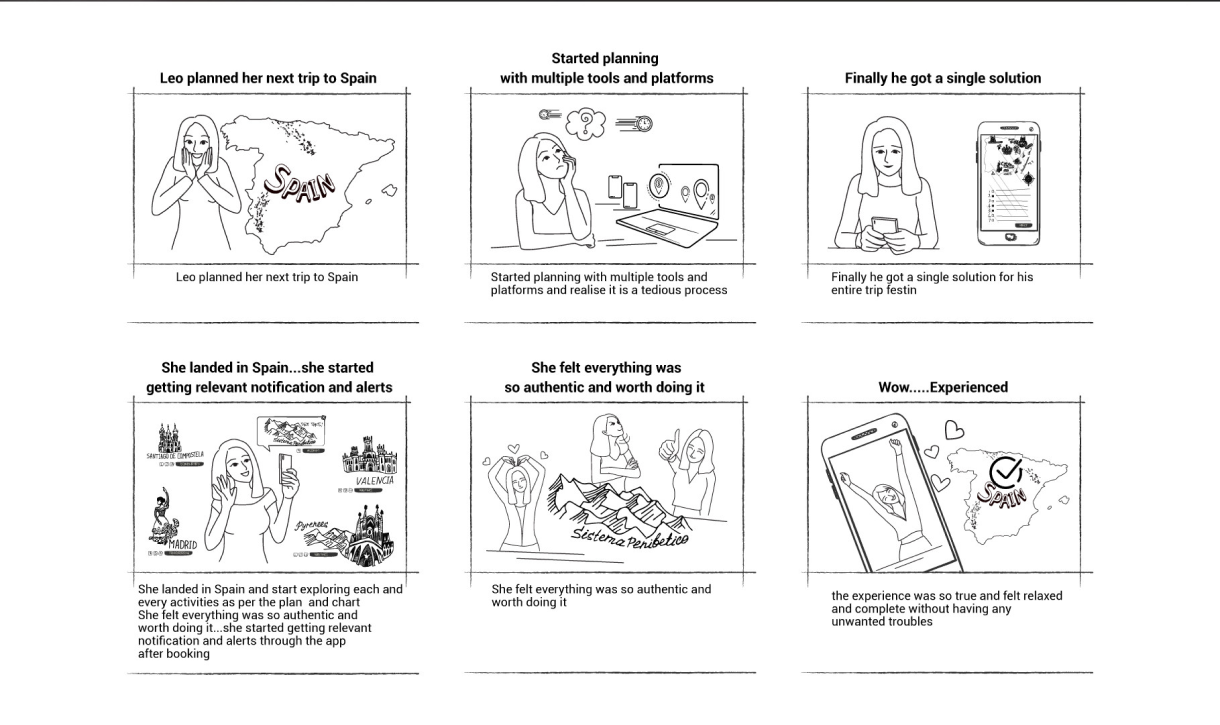 Leo planned her next trip to Spain
SPAIN
Leo planned her next trip to Spain
Started planning
with multiple tools and platforms
?
Started planning with multiple tools and
platforms and realise it is a tedious process
Finally he got a single solution
Finally he got a single solution for his
entire trip festin
She landed in Spain...she started
getting relevant notification and alerts
SANTIAGO DE COMPOSTELA
Sistema Penibetico
VALENCIA
MADRID
Pyrenees
She landed in Spain and start exploring each and
every activities as per the plan and chart
She felt everything was so authentic and
worth doing it...she started getting relevant
notification and alerts through the app
after booking
She felt everything was
so authentic and worth doing it
Sistema Penibetico
She felt everything was so authentic and
worth doing it
Wow.....Experienced
SPAIN
the experience was so true and felt relaxed
and complete without having any
unwanted troubles